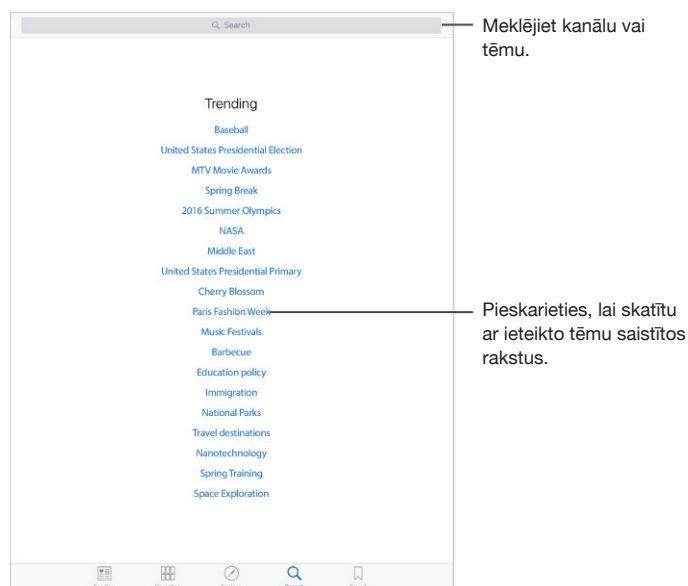 Search
Meklējiet kanālu vai
tēmu.
Trending
Baseball
United States Presidential Election
MTV Movie Awards
Spring Break
2016 Summer Olympics
NASA
Middle East
United States Presidential Primary
Cherry Blossom
Paris Fashion Week
Pieskarieties, lai skatītu
ar ieteikto tēmu saistītos
rakstus.
Music Festivals
Barbecue
Education policy
Immigration
National Parks
Travel destinations
Nanotechnology
Spring Training
Space Exploration